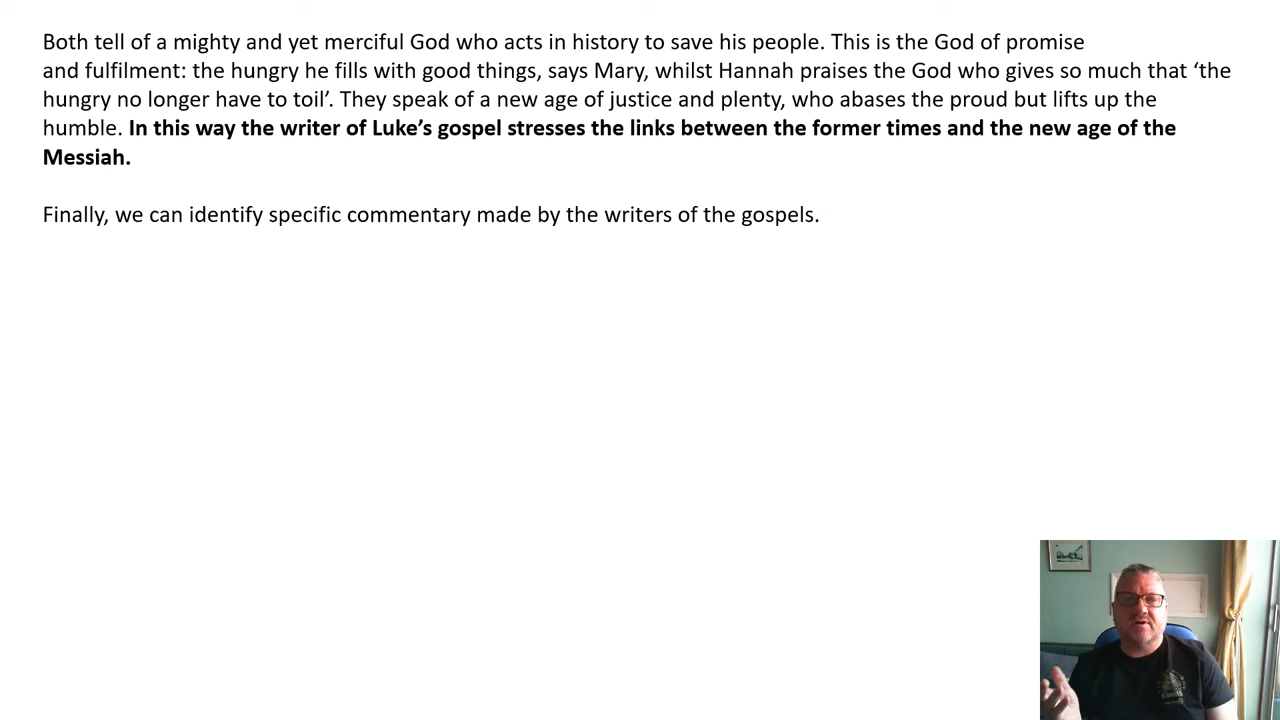 Both tell of a mighty and yet merciful God who acts in history to save his people. This is the God of promise
and fulfilment: the hungry he fills with good things, says Mary, whilst Hannah praises the God who gives so much that ‘the
hungry no longer have to toil’. They speak of a new age of justice and plenty, who abases the proud but lifts up the
humble. In this way the writer of Luke’s gospel stresses the links between the former times and the new age of the
Messiah.
Finally, we can identify specific commentary made by the writers of the gospels.